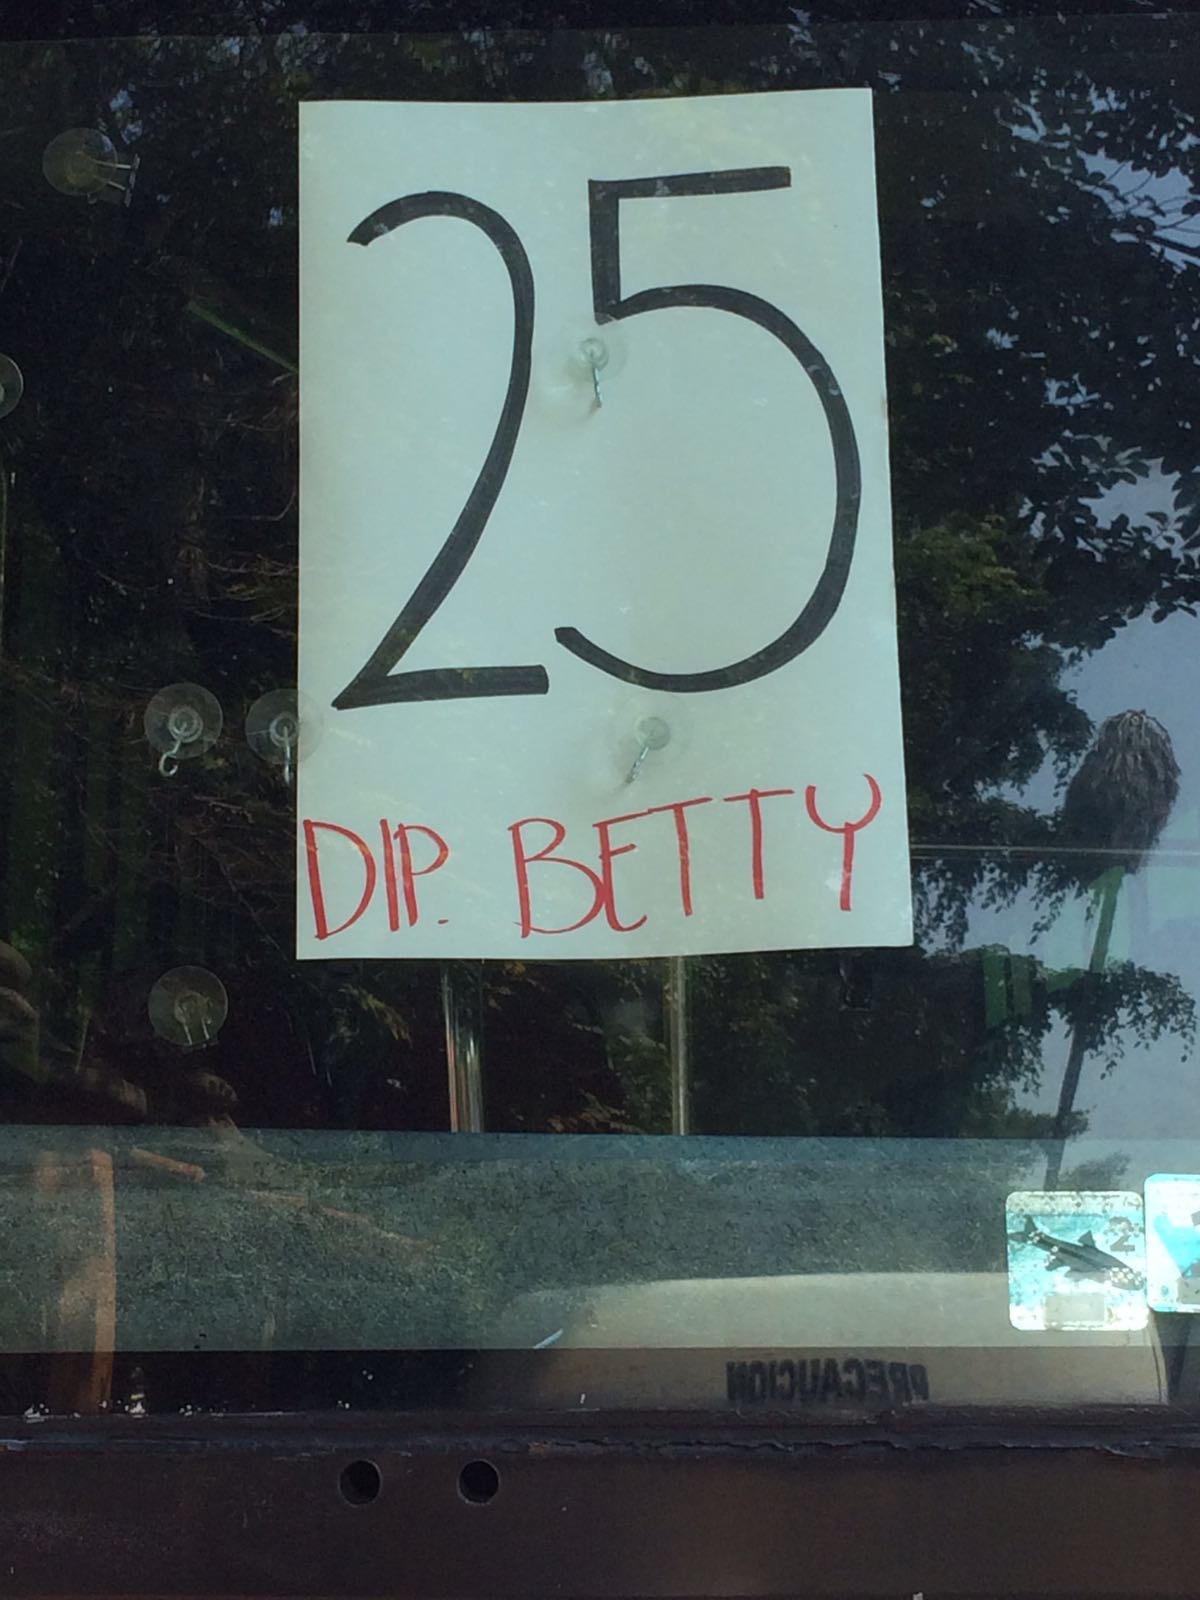 25
DIP. BETTY
PRECAUCION